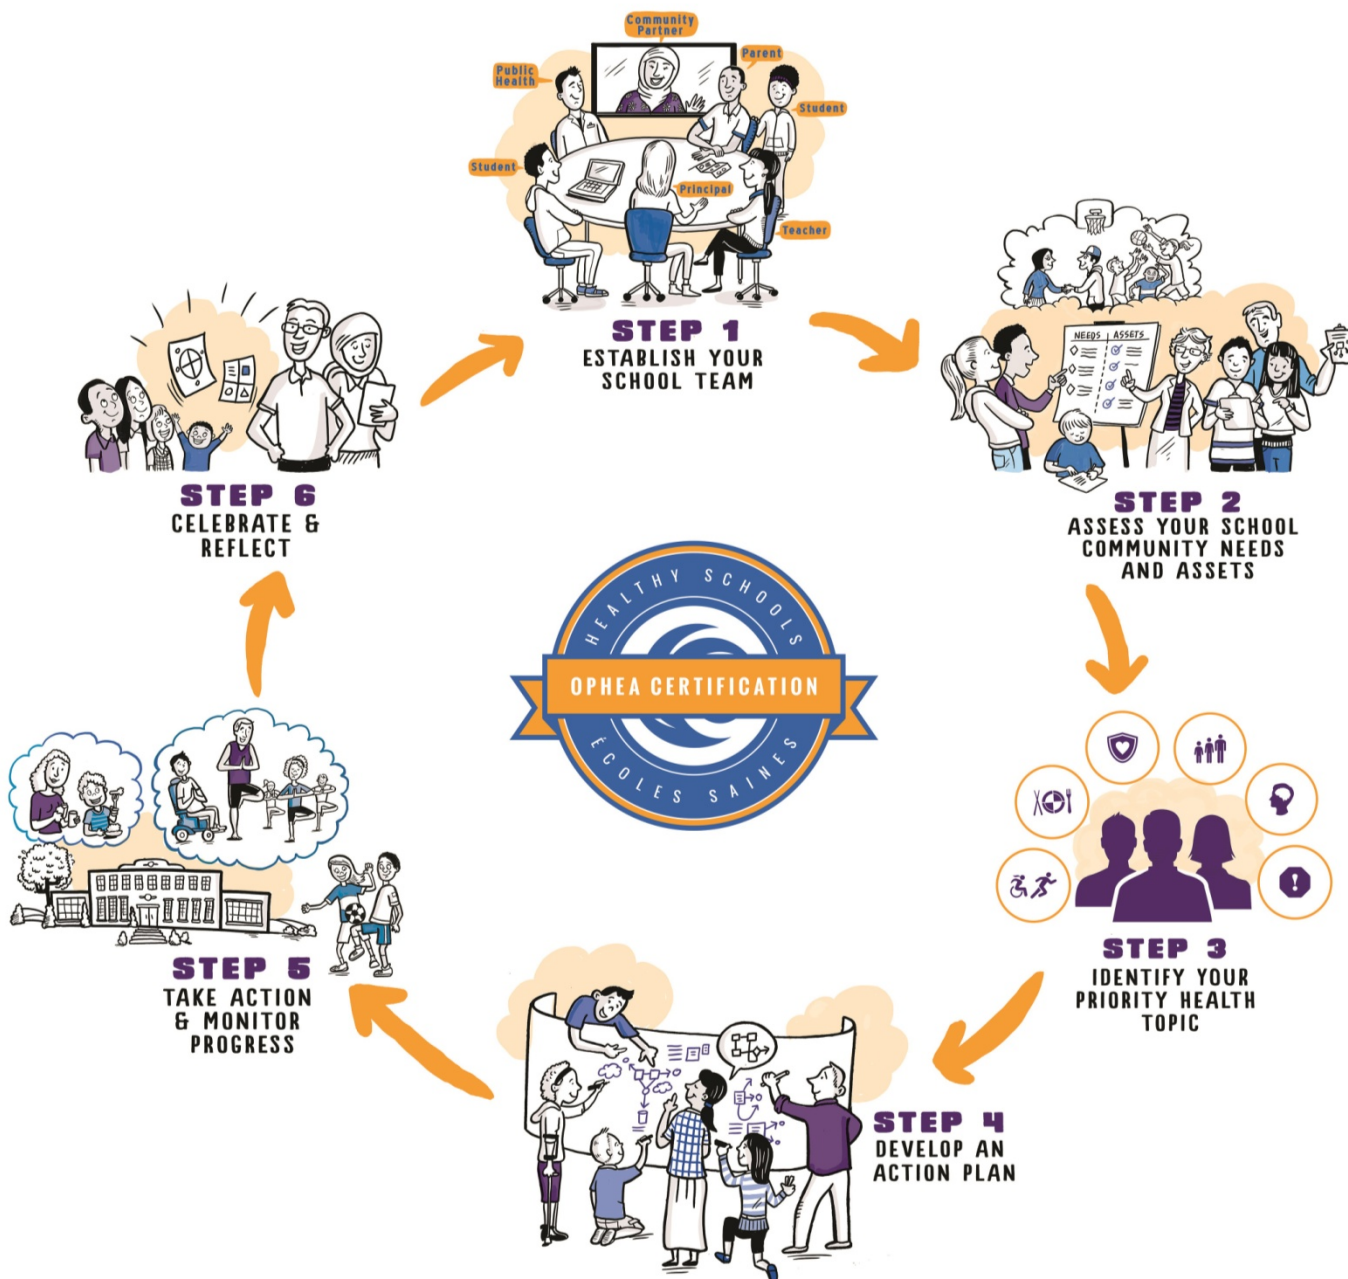 Community
Partner
Public
Health
Parent
Student
Student
Principal
Teacher
STEP 1
ESTABLISH YOUR
SCHOOL TEAM
NEEDS ASSETS
STEP 2
ASSESS YOUR SCHOOL
COMMUNITY NEEDS
AND ASSETS
STEP 3
IDENTIFY YOUR
PRIORITY HEALTH
TOPIC
STEP 4
DEVELOP AN
ACTION PLAN
STEP 5
TAKE ACTION
& MONITOR
PROGRESS
STEP 6
CELEBRATE &
REFLECT
HEALTHY SCHOOLS
OPHEA CERTIFICATION
ÉCOLES SAINES